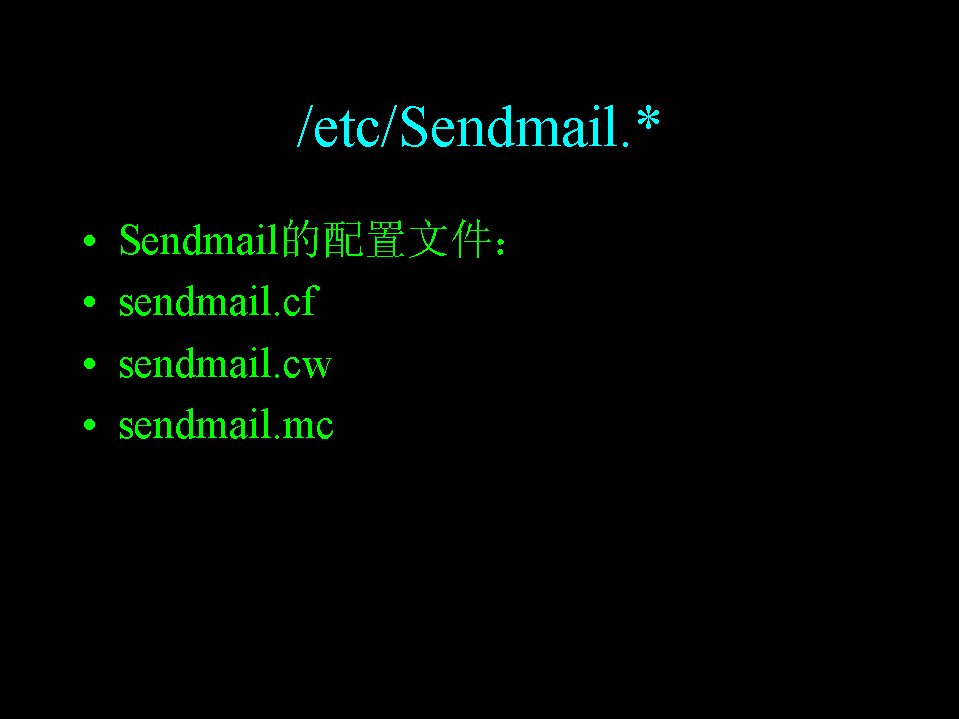 /etc/Sendmail.*
• Sendmail的配置文件：
• sendmail.cf
• sendmail.cw
• sendmail.mc